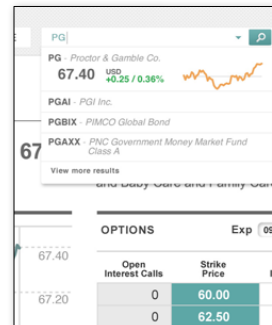 E
PG
PG - Proctor & Gamble Co.
67.40 USD
+0.25 / 0.36%
PGAI - PGI Inc.
PGBIX - PIMCO Global Bond
PGAXX - PNC Government Money Market Fund
Class A
View more results
67
and Baby Care and Family Car
OPTIONS Exp 09
Open Interest Calls Strike Price
67.40
67.20
0 60.00
0 62.50